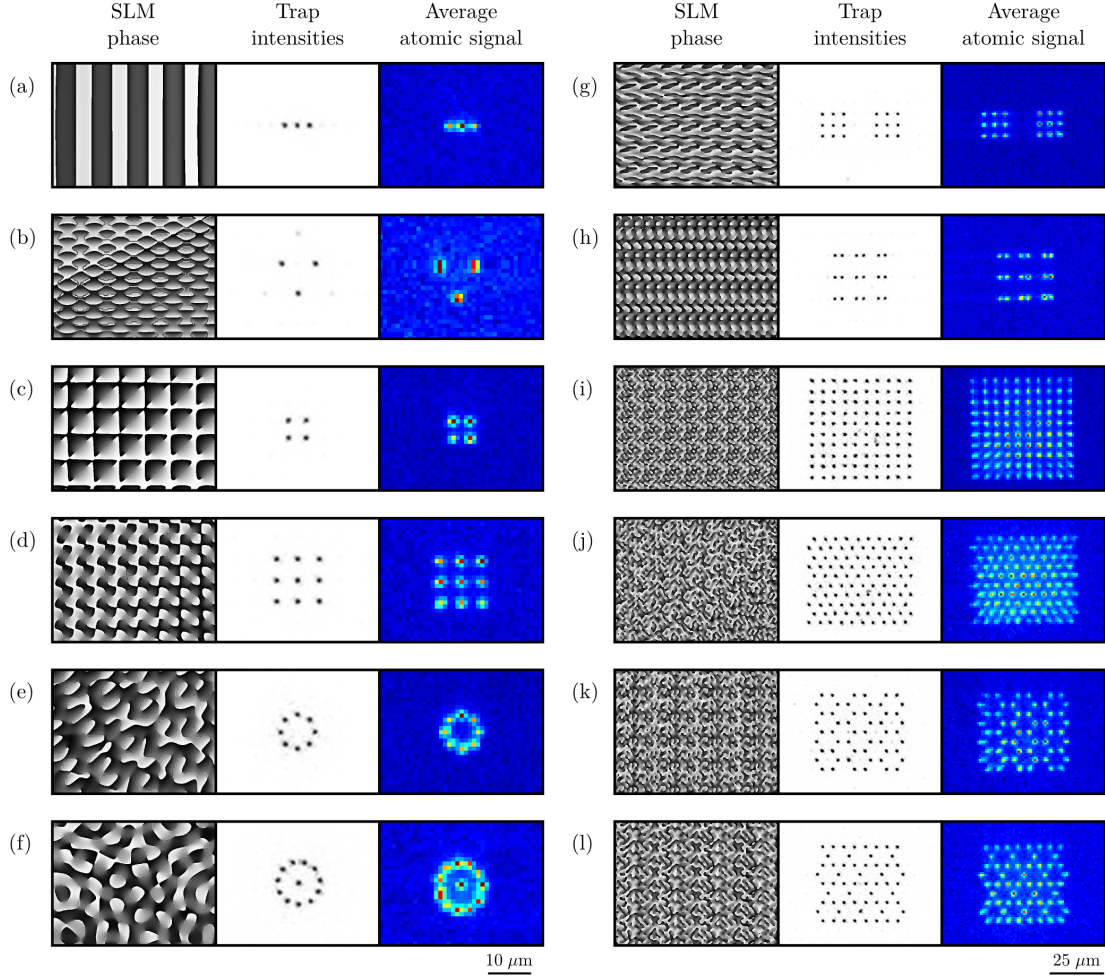 SLM Trap Average SLM Trap Average
phase intensities atomic signal phase intensities atomic signal
(a) (g)
(b) (h)
(c) (i)
(d) (j)
(e) (k)
(f) (l)
10 μm 25 μm